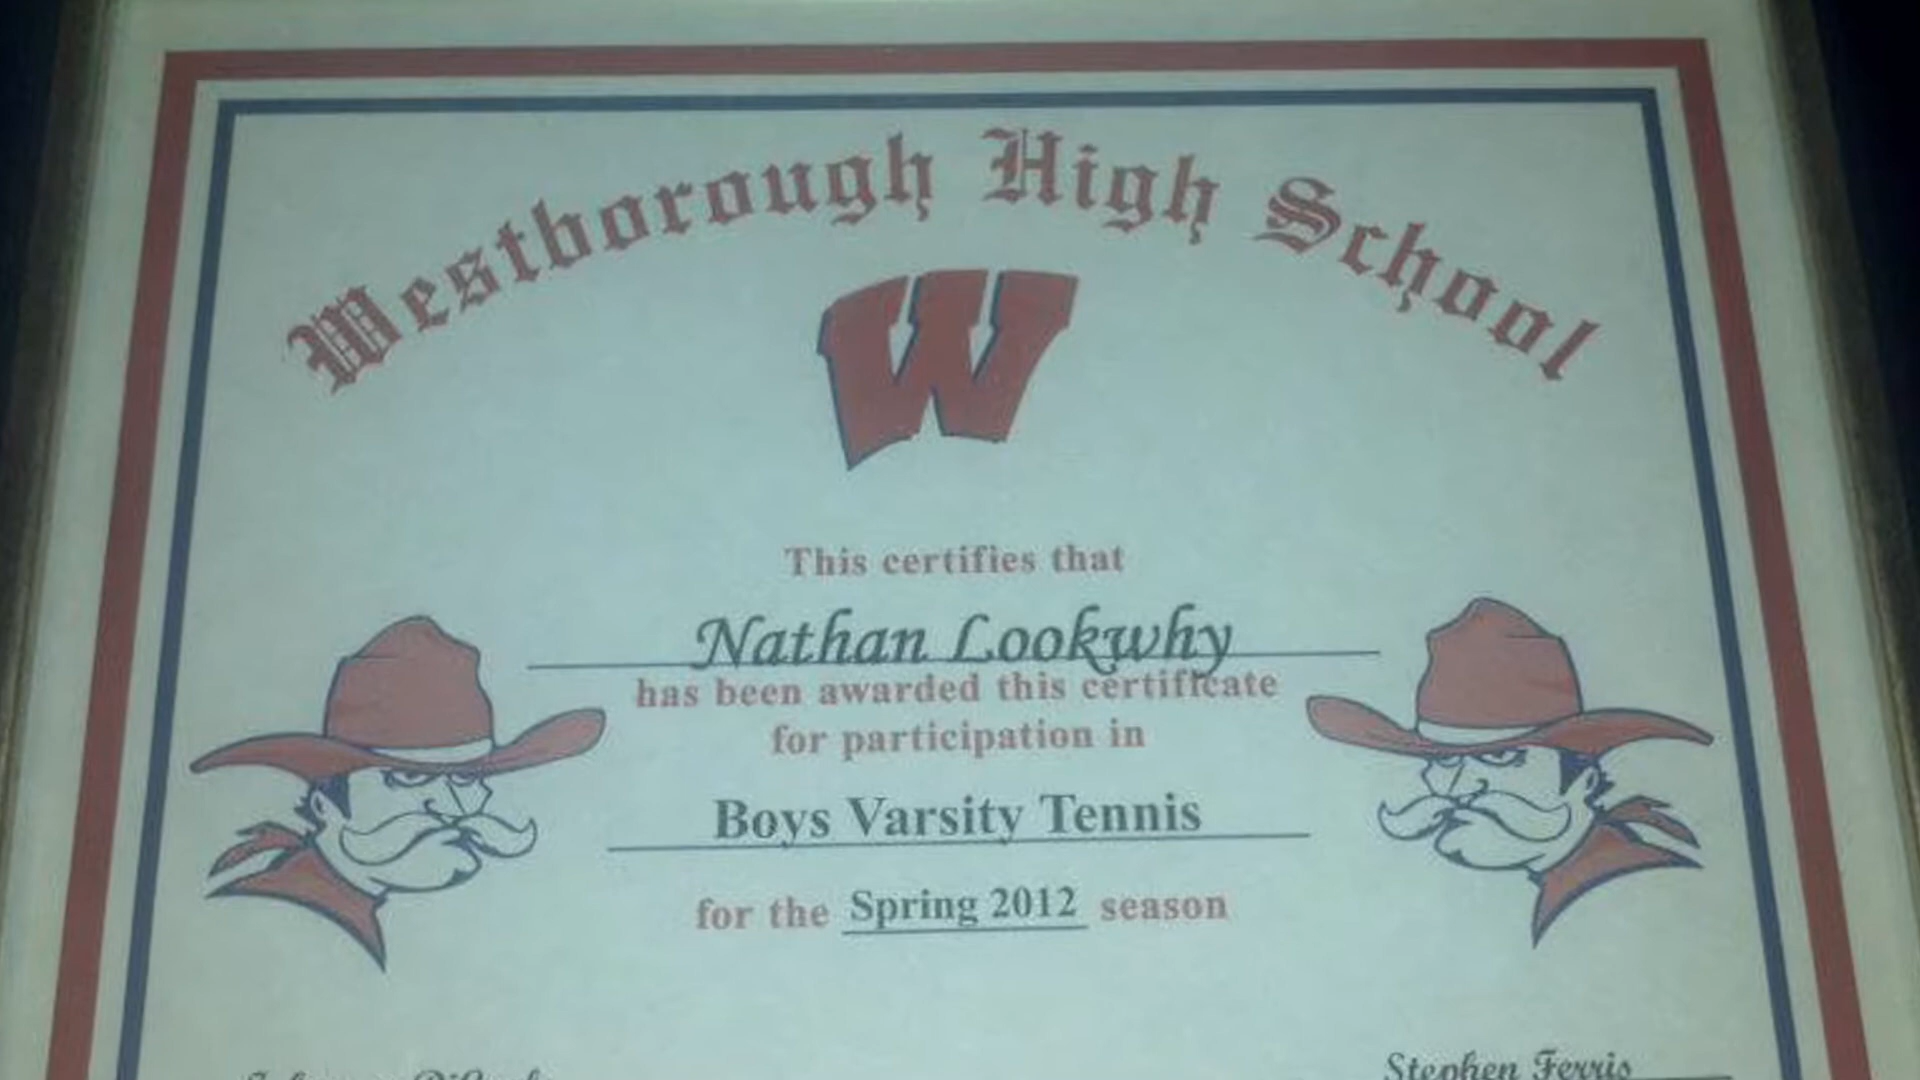 Westborough High School
W
This certifies that
Nathan Lookwhy
has been awarded this certificate
for participation in
Boys Varsity Tennis
for the Spring 2012 season
Stephen Ferris